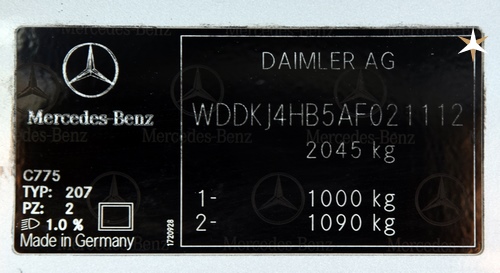 Mercedes-Benz
C775
TYP: 207
PZ: 2
1.0 %
Made in Germany
1720928
DAIMLER AG
WDDKJ4HB5AF021112
2045 kg
1- 1000 kg
2- 1090 kg